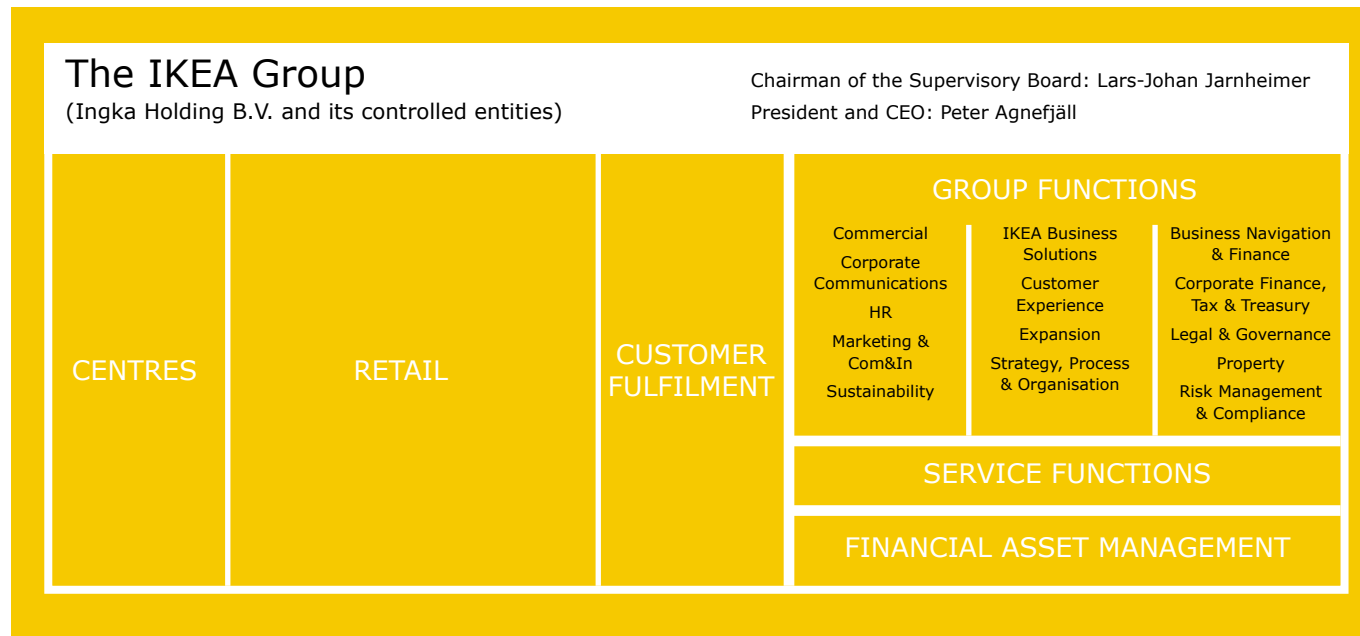 The IKEA Group
(Ingka Holding B.V. and its controlled entities)
Chairman of the Supervisory Board: Lars-Johan Jarnheimer
President and CEO: Peter Agnefjäll
CENTRES
RETAIL
CUSTOMER
FULFILMENT
GROUP FUNCTIONS
Commercial
Corporate
Communications
HR
Marketing &
Com&In
Sustainability
IKEA Business
Solutions
Customer
Experience
Expansion
Strategy, Process
& Organisation
Business Navigation
& Finance
Corporate Finance,
Tax & Treasury
Legal & Governance
Property
Risk Management
& Compliance
SERVICE FUNCTIONS
FINANCIAL ASSET MANAGEMENT